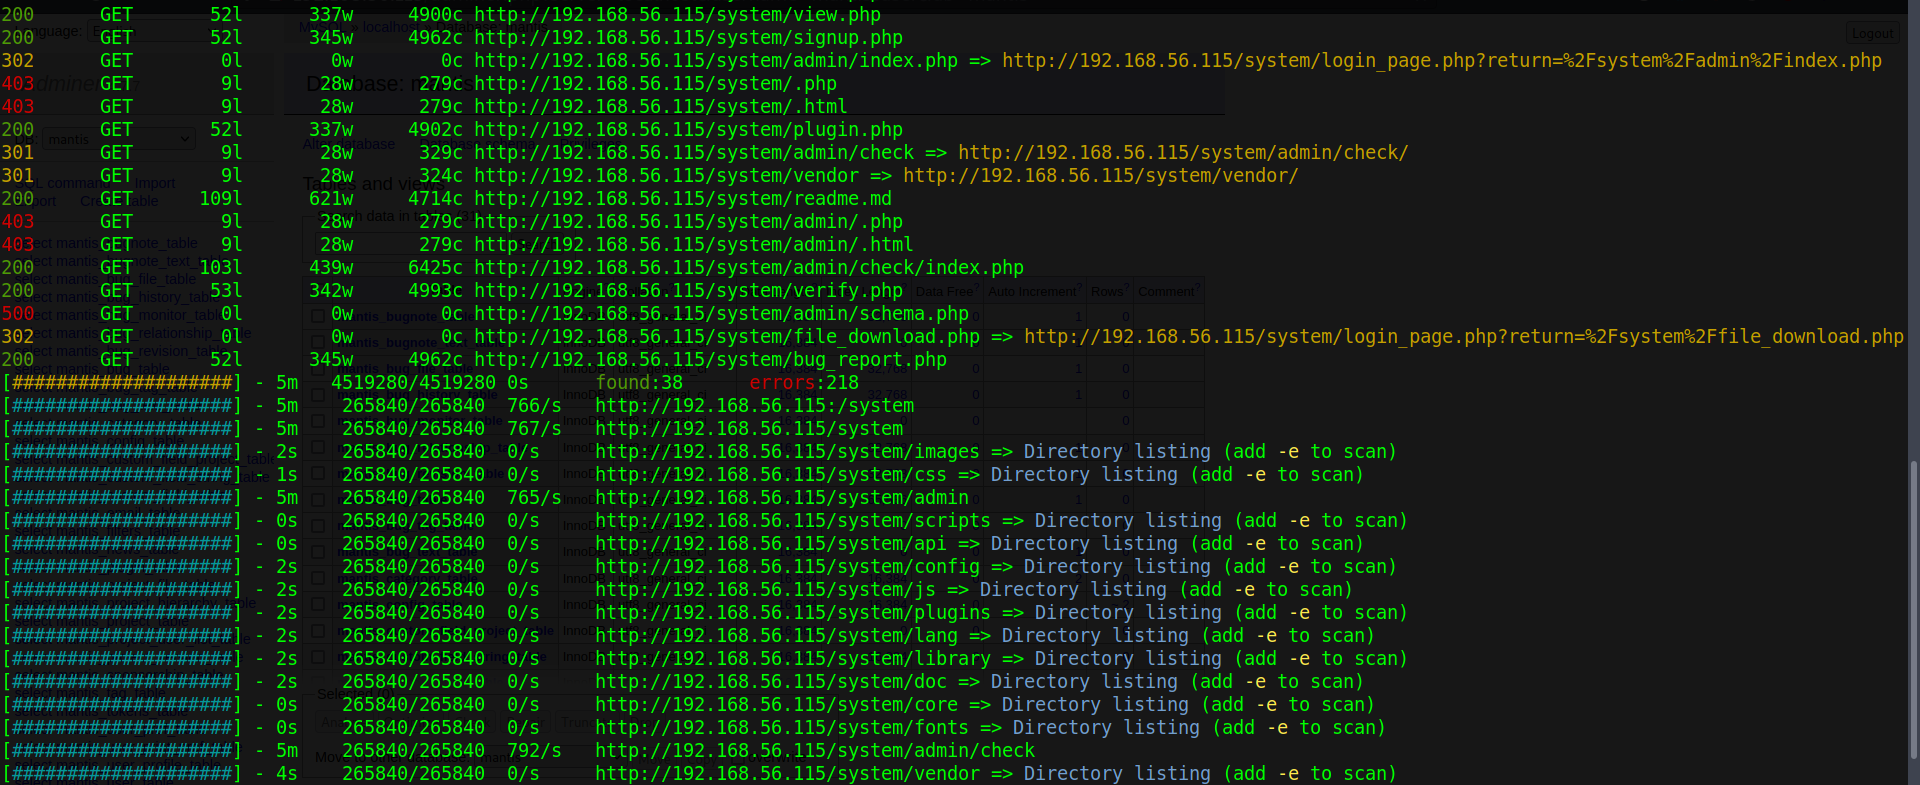 200 GET 52l 337w 4900c http://192.168.56.115/system/view.php
200 GET 52l 345w 4962c http://192.168.56.115/system/signup.php
302 GET 0l 0w 0c http://192.168.56.115/system/admin/index.php => http://192.168.56.115/system/login_page.php?return=%2Fsystem%2Fadmin%2Findex.php
403 GET 9l 28w 279c http://192.168.56.115/system/.php
403 GET 9l 28w 279c http://192.168.56.115/system/.html
200 GET 52l 337w 4902c http://192.168.56.115/system/plugin.php
301 GET 9l 28w 329c http://192.168.56.115/system/admin/check => http://192.168.56.115/system/admin/check/
301 GET 9l 28w 324c http://192.168.56.115/system/vendor => http://192.168.56.115/system/vendor/
200 GET 109l 621w 4714c http://192.168.56.115/system/readme.md
403 GET 9l 28w 279c http://192.168.56.115/system/admin/.php
403 GET 9l 28w 279c http://192.168.56.115/system/admin/.html
200 GET 103l 439w 6425c http://192.168.56.115/system/admin/check/index.php
200 GET 53l 342w 4993c http://192.168.56.115/system/verify.php
500 GET 0l 0w 0c http://192.168.56.115/system/admin/schema.php
302 GET 0l 0w 0c http://192.168.56.115/system/file_download.php => http://192.168.56.115/system/login_page.php?return=%2Fsystem%2Ffile_download.php
200 GET 52l 345w 4962c http://192.168.56.115/system/bug_report.php
[####################] - 5m 4519280/4519280 0s found:38 errors:218
[####################] - 5m 265840/265840 766/s http://192.168.56.115:/system
[####################] - 5m 265840/265840 767/s http://192.168.56.115/system
[####################] - 2s 265840/265840 0/s http://192.168.56.115/system/images => Directory listing (add -e to scan)
[####################] - 1s 265840/265840 0/s http://192.168.56.115/system/css => Directory listing (add -e to scan)
[####################] - 5m 265840/265840 765/s http://192.168.56.115/system/admin
[####################] - 0s 265840/265840 0/s http://192.168.56.115/system/scripts => Directory listing (add -e to scan)
[####################] - 0s 265840/265840 0/s http://192.168.56.115/system/api => Directory listing (add -e to scan)
[####################] - 2s 265840/265840 0/s http://192.168.56.115/system/config => Directory listing (add -e to scan)
[####################] - 2s 265840/265840 0/s http://192.168.56.115/system/js => Directory listing (add -e to scan)
[####################] - 2s 265840/265840 0/s http://192.168.56.115/system/plugins => Directory listing (add -e to scan)
[####################] - 2s 265840/265840 0/s http://192.168.56.115/system/lang => Directory listing (add -e to scan)
[####################] - 2s 265840/265840 0/s http://192.168.56.115/system/library => Directory listing (add -e to scan)
[####################] - 2s 265840/265840 0/s http://192.168.56.115/system/doc => Directory listing (add -e to scan)
[####################] - 0s 265840/265840 0/s http://192.168.56.115/system/core => Directory listing (add -e to scan)
[####################] - 0s 265840/265840 0/s http://192.168.56.115/system/fonts => Directory listing (add -e to scan)
[####################] - 5m 265840/265840 792/s http://192.168.56.115/system/admin/check
[####################] - 4s 265840/265840 0/s http://192.168.56.115/system/vendor => Directory listing (add -e to scan)
Logout
mantis
Tables and views
Data Free? Auto Increment? Rows? Comment?